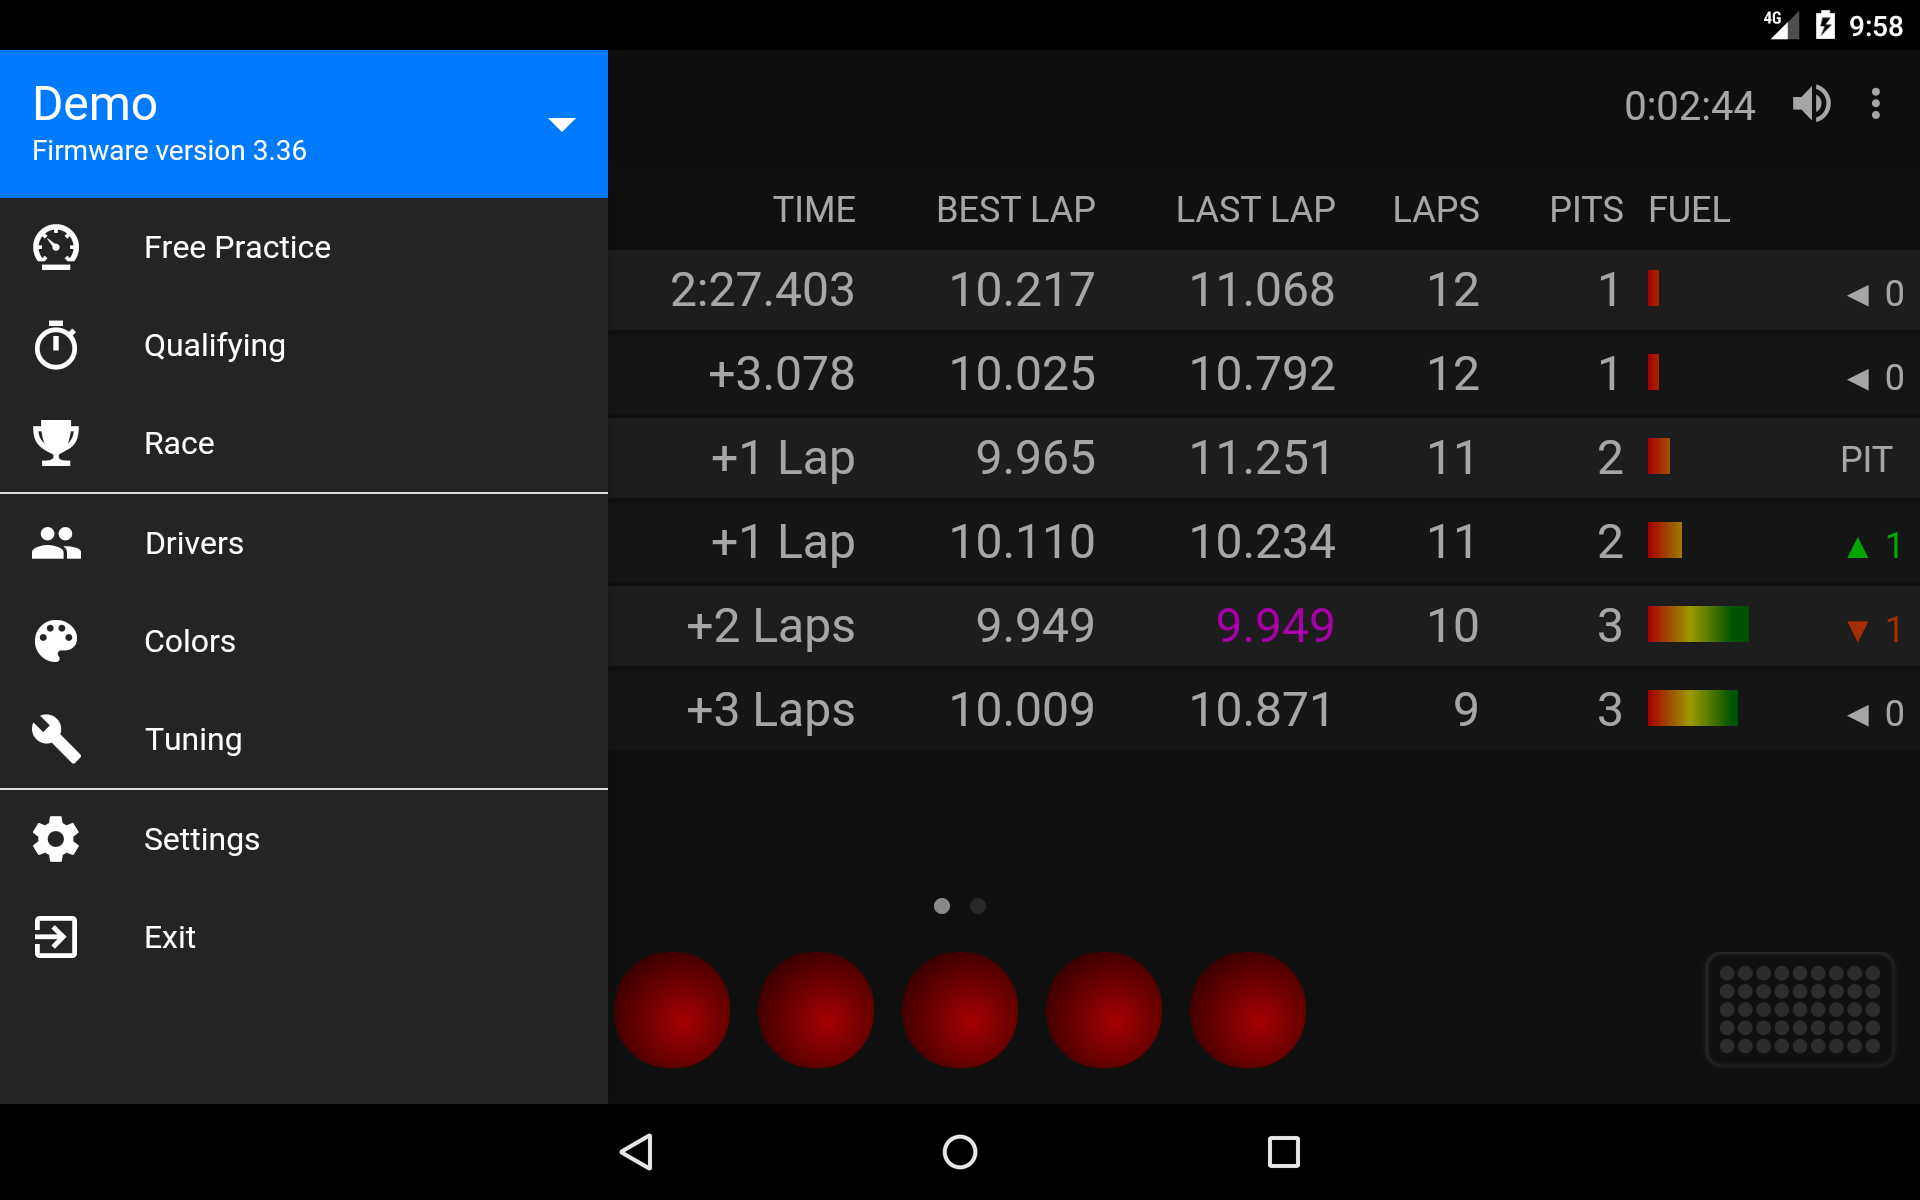 4G 9:58
Demo
Firmware version 3.36
0:02:44
Free Practice
Qualifying
Race
Drivers
Colors
Tuning
Settings
Exit
TIME BEST LAP LAST LAP LAPS PITS FUEL
2:27.403 10.217 11.068 12 1 ◀ 0
+3.078 10.025 10.792 12 1 ◀ 0
+1 Lap 9.965 11.251 11 2 PIT
+1 Lap 10.110 10.234 11 2 ▲ 1
+2 Laps 9.949 9.949 10 3 ▼ 1
+3 Laps 10.009 10.871 9 3 ◀ 0